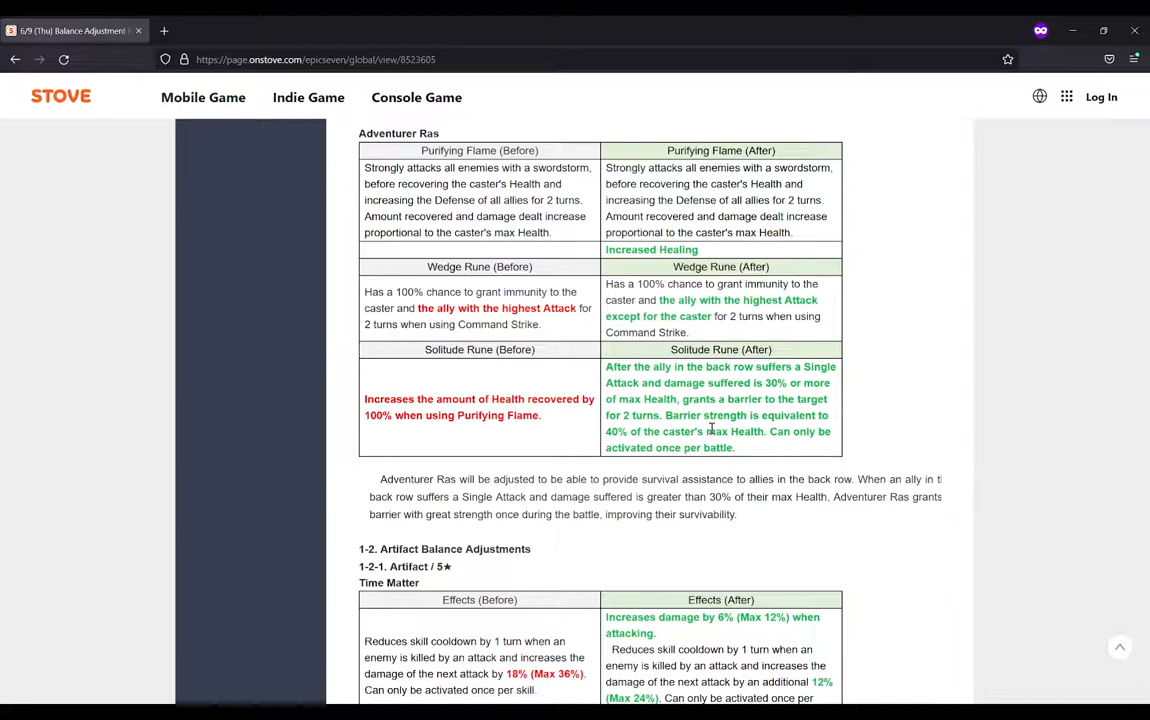 6/9 (Thu) Balance Adjustment
https://page.onstove.com/epicseven/global/view/8523605
STOVE
Mobile Game
Indie Game
Console Game
Log In
Adventurer Ras
Purifying Flame (Before)
Purifying Flame (After)
Strongly attacks all enemies with a swordstorm,
before recovering the caster's Health and
increasing the Defense of all allies for 2 turns.
Amount recovered and damage dealt increase
proportional to the caster's max Health.
Strongly attacks all enemies with a swordstorm,
before recovering the caster's Health and
increasing the Defense of all allies for 2 turns.
Amount recovered and damage dealt increase
proportional to the caster's max Health.
Increased Healing
Wedge Rune (Before)
Wedge Rune (After)
Has a 100% chance to grant immunity to the
caster and the ally with the highest Attack for
2 turns when using Command Strike.
Has a 100% chance to grant immunity to the
caster and the ally with the highest Attack
except for the caster for 2 turns when using
Command Strike.
Solitude Rune (Before)
Solitude Rune (After)
Increases the amount of Health recovered by
100% when using Purifying Flame.
After the ally in the back row suffers a Single
Attack and damage suffered is 30% or more
of max Health, grants a barrier to the target
for 2 turns. Barrier strength is equivalent to
40% of the caster's max Health. Can only be
activated once per battle.
Adventurer Ras will be adjusted to be able to provide survival assistance to allies in the back row. When an ally in t
back row suffers a Single Attack and damage suffered is greater than 30% of their max Health, Adventurer Ras grants
barrier with great strength once during the battle, improving their survivability.
1-2. Artifact Balance Adjustments
1-2-1. Artifact / 5★
Time Matter
Effects (Before)
Effects (After)
Reduces skill cooldown by 1 turn when an
enemy is killed by an attack and increases the
damage of the next attack by 18% (Max 36%).
Can only be activated once per skill.
Increases damage by 6% (Max 12%) when
attacking.
Reduces skill cooldown by 1 turn when an
enemy is killed by an attack and increases the
damage of the next attack by an additional 12%
(Max 24%). Can only be activated once per